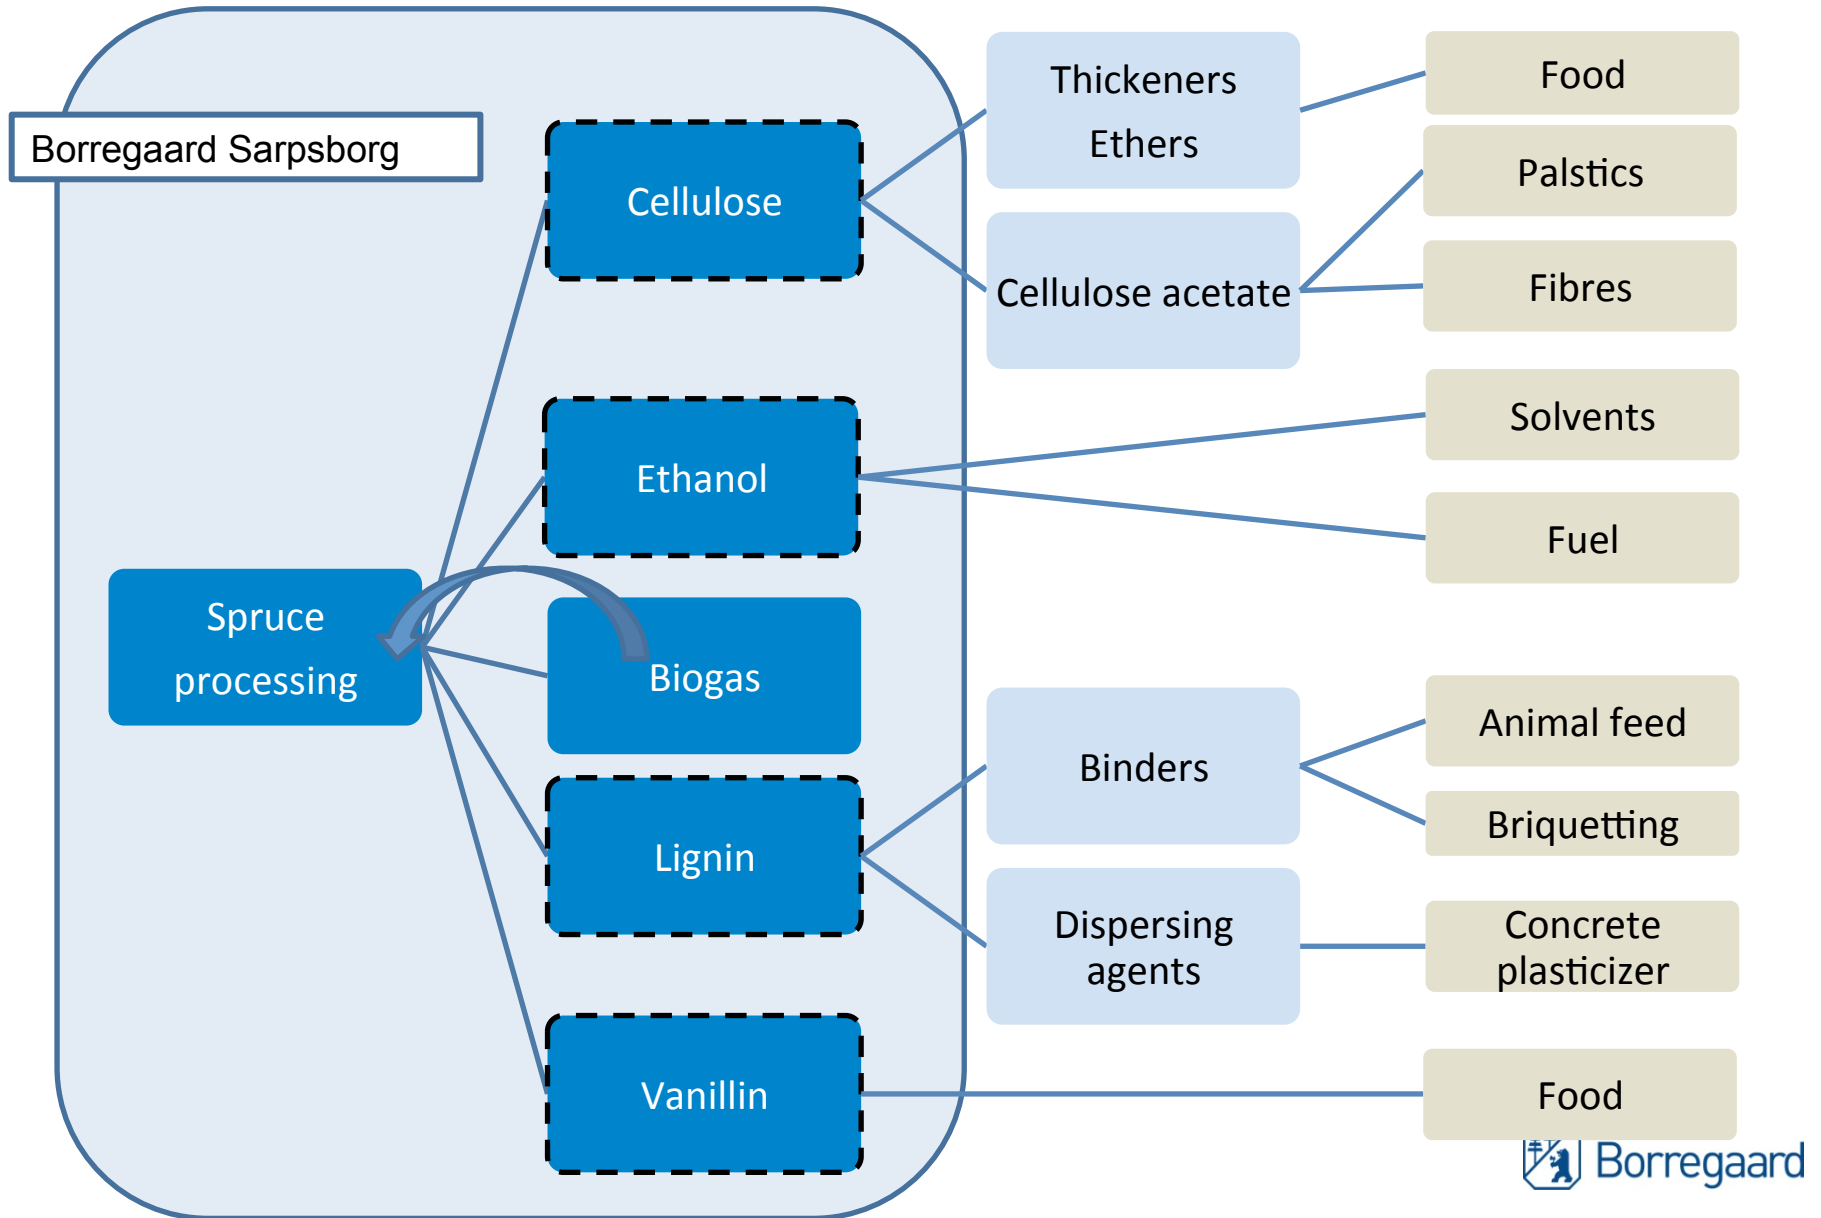 Borregaard Sarpsborg
Spruce
processing
Cellulose
Ethanol
Biogas
Lignin
Vanillin
Thickeners
Ethers
Cellulose acetate
Binders
Dispersing
agents
Food
Palstics
Fibres
Solvents
Fuel
Animal feed
Briquetting
Concrete
plasticizer
Food
Borregaard